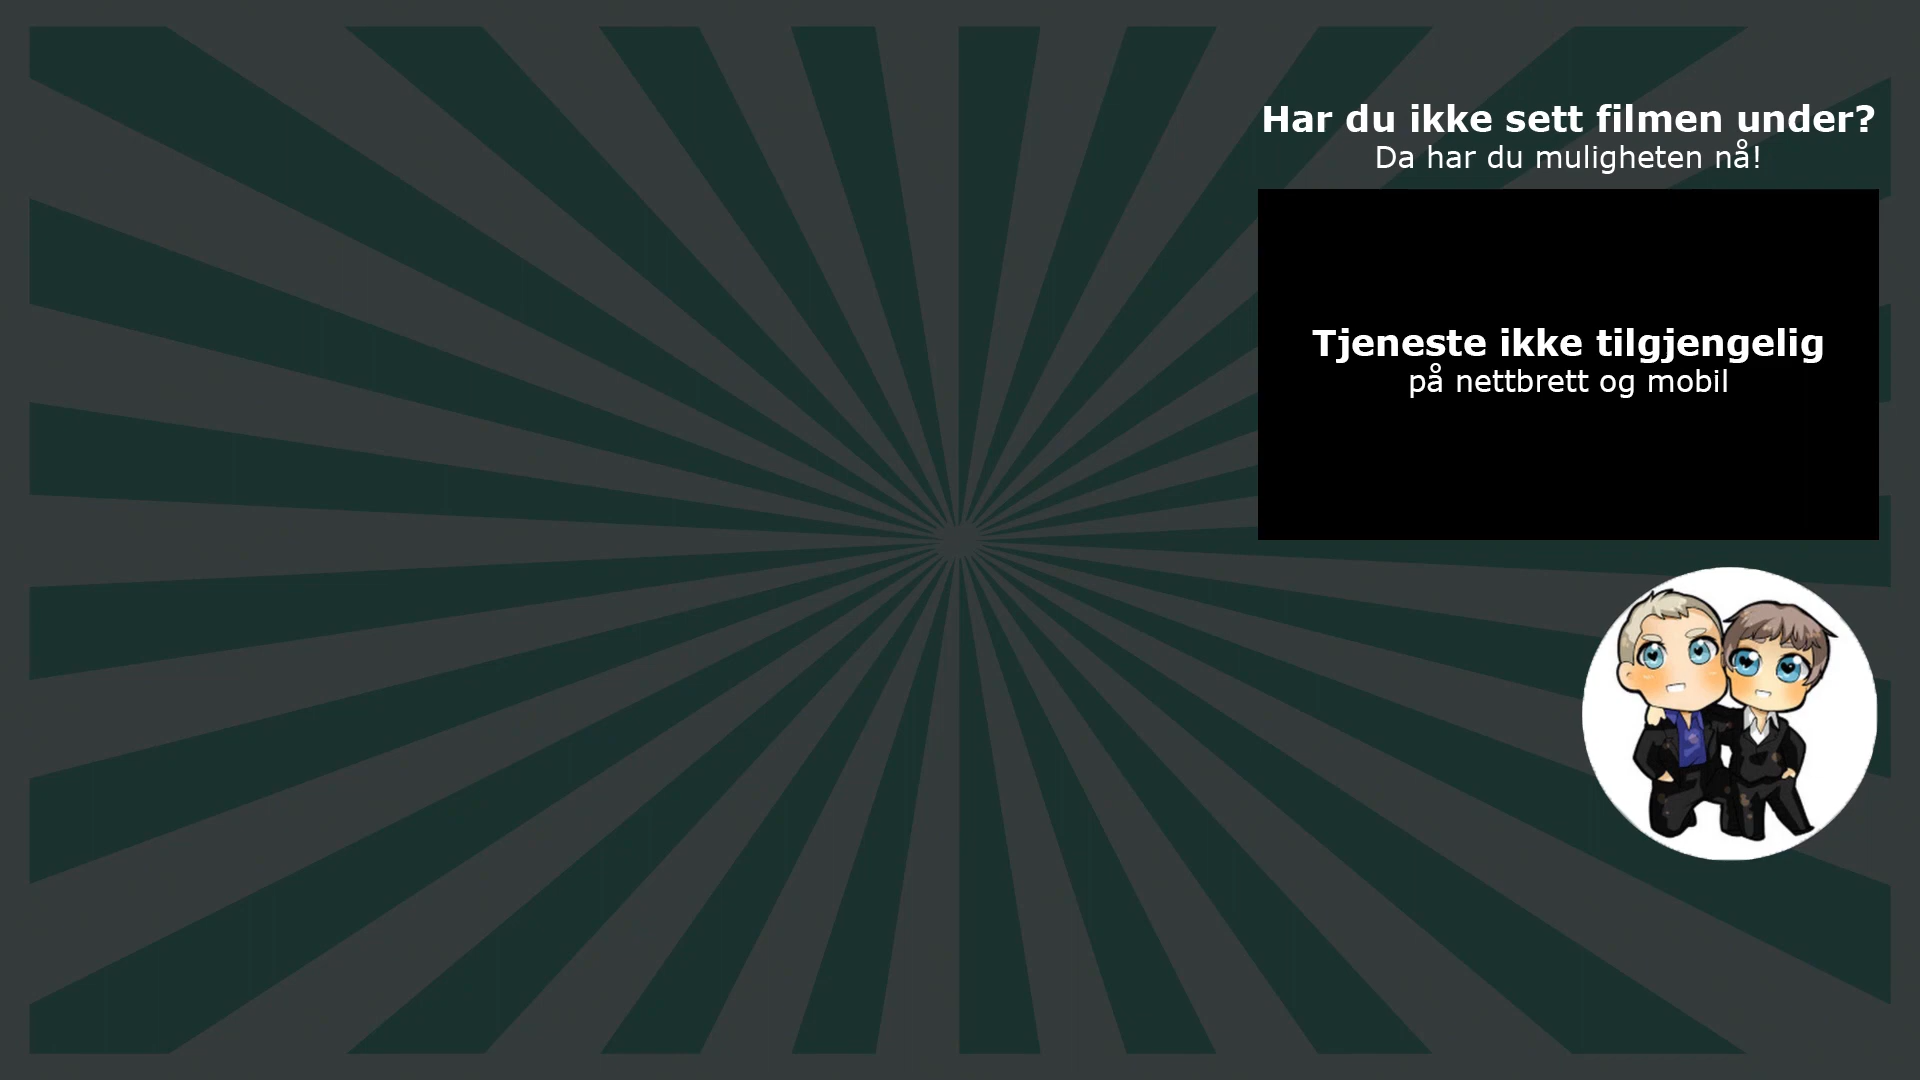 Har du ikke sett filmen under?
Da har du muligheten nå!
Tjeneste ikke tilgjengelig
på nettbrett og mobil